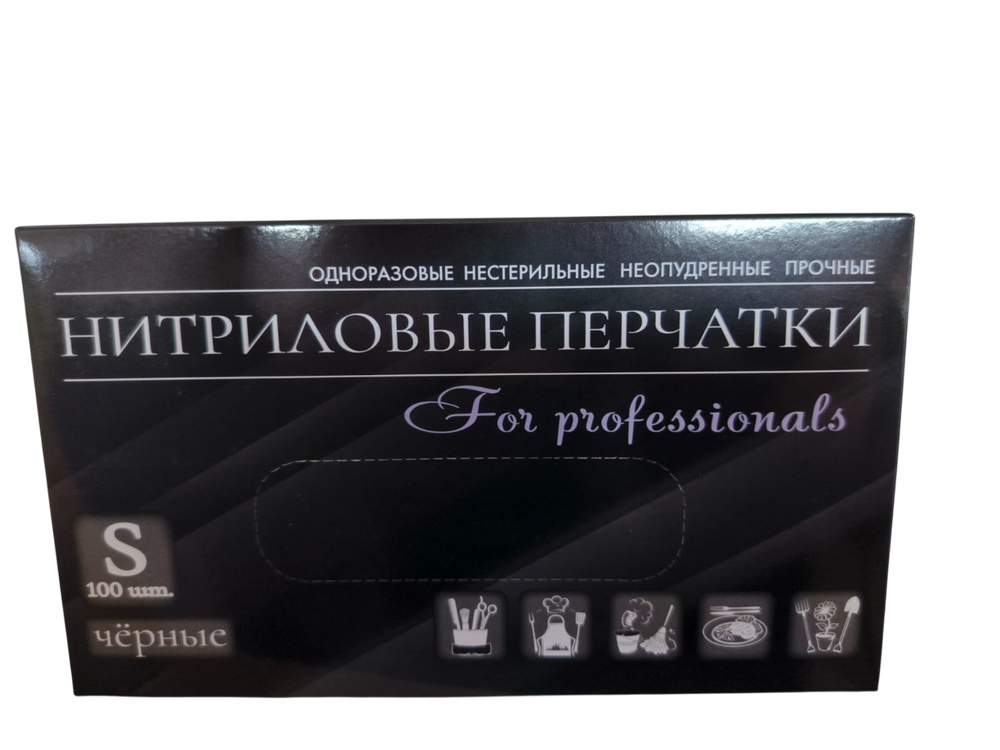 ОДНОРАЗОВЫЕ НЕСТЕРИЛЬНЫЕ НЕОПУДРЕННЫЕ ПРОЧНЫЕ
НИТРИЛОВЫЕ ПЕРЧАТКИ
For professionals
S
100 шт.
чёрные